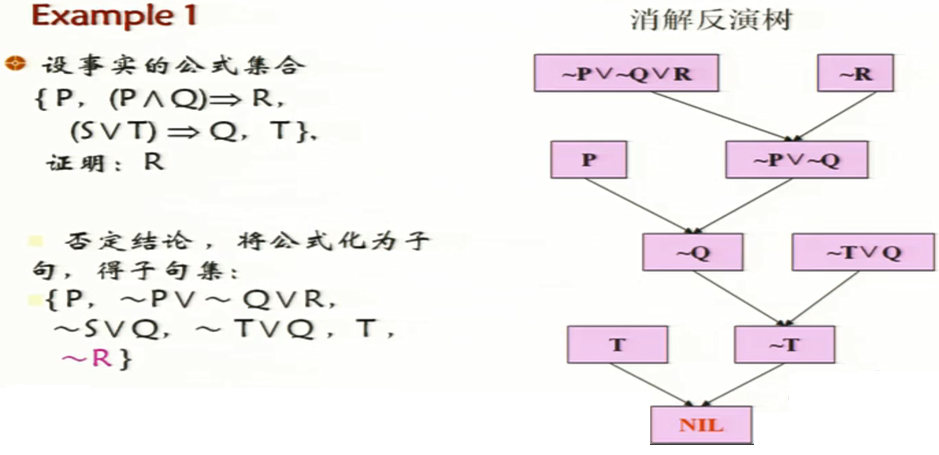 Example 1
设事实的公式集合
{ P, (P∧Q)⇒ R,
(S∨T) ⇒ Q, T },
证明: R
否定结论, 将公式化为子
句, 得子句集:
{P, ~P∨~Q∨R,
~S∨Q, ~T∨Q, T,
~R}
消解反演树
~P∨~Q∨R
~R
P
~P∨~Q
~Q
~T∨Q
T
~T
NIL